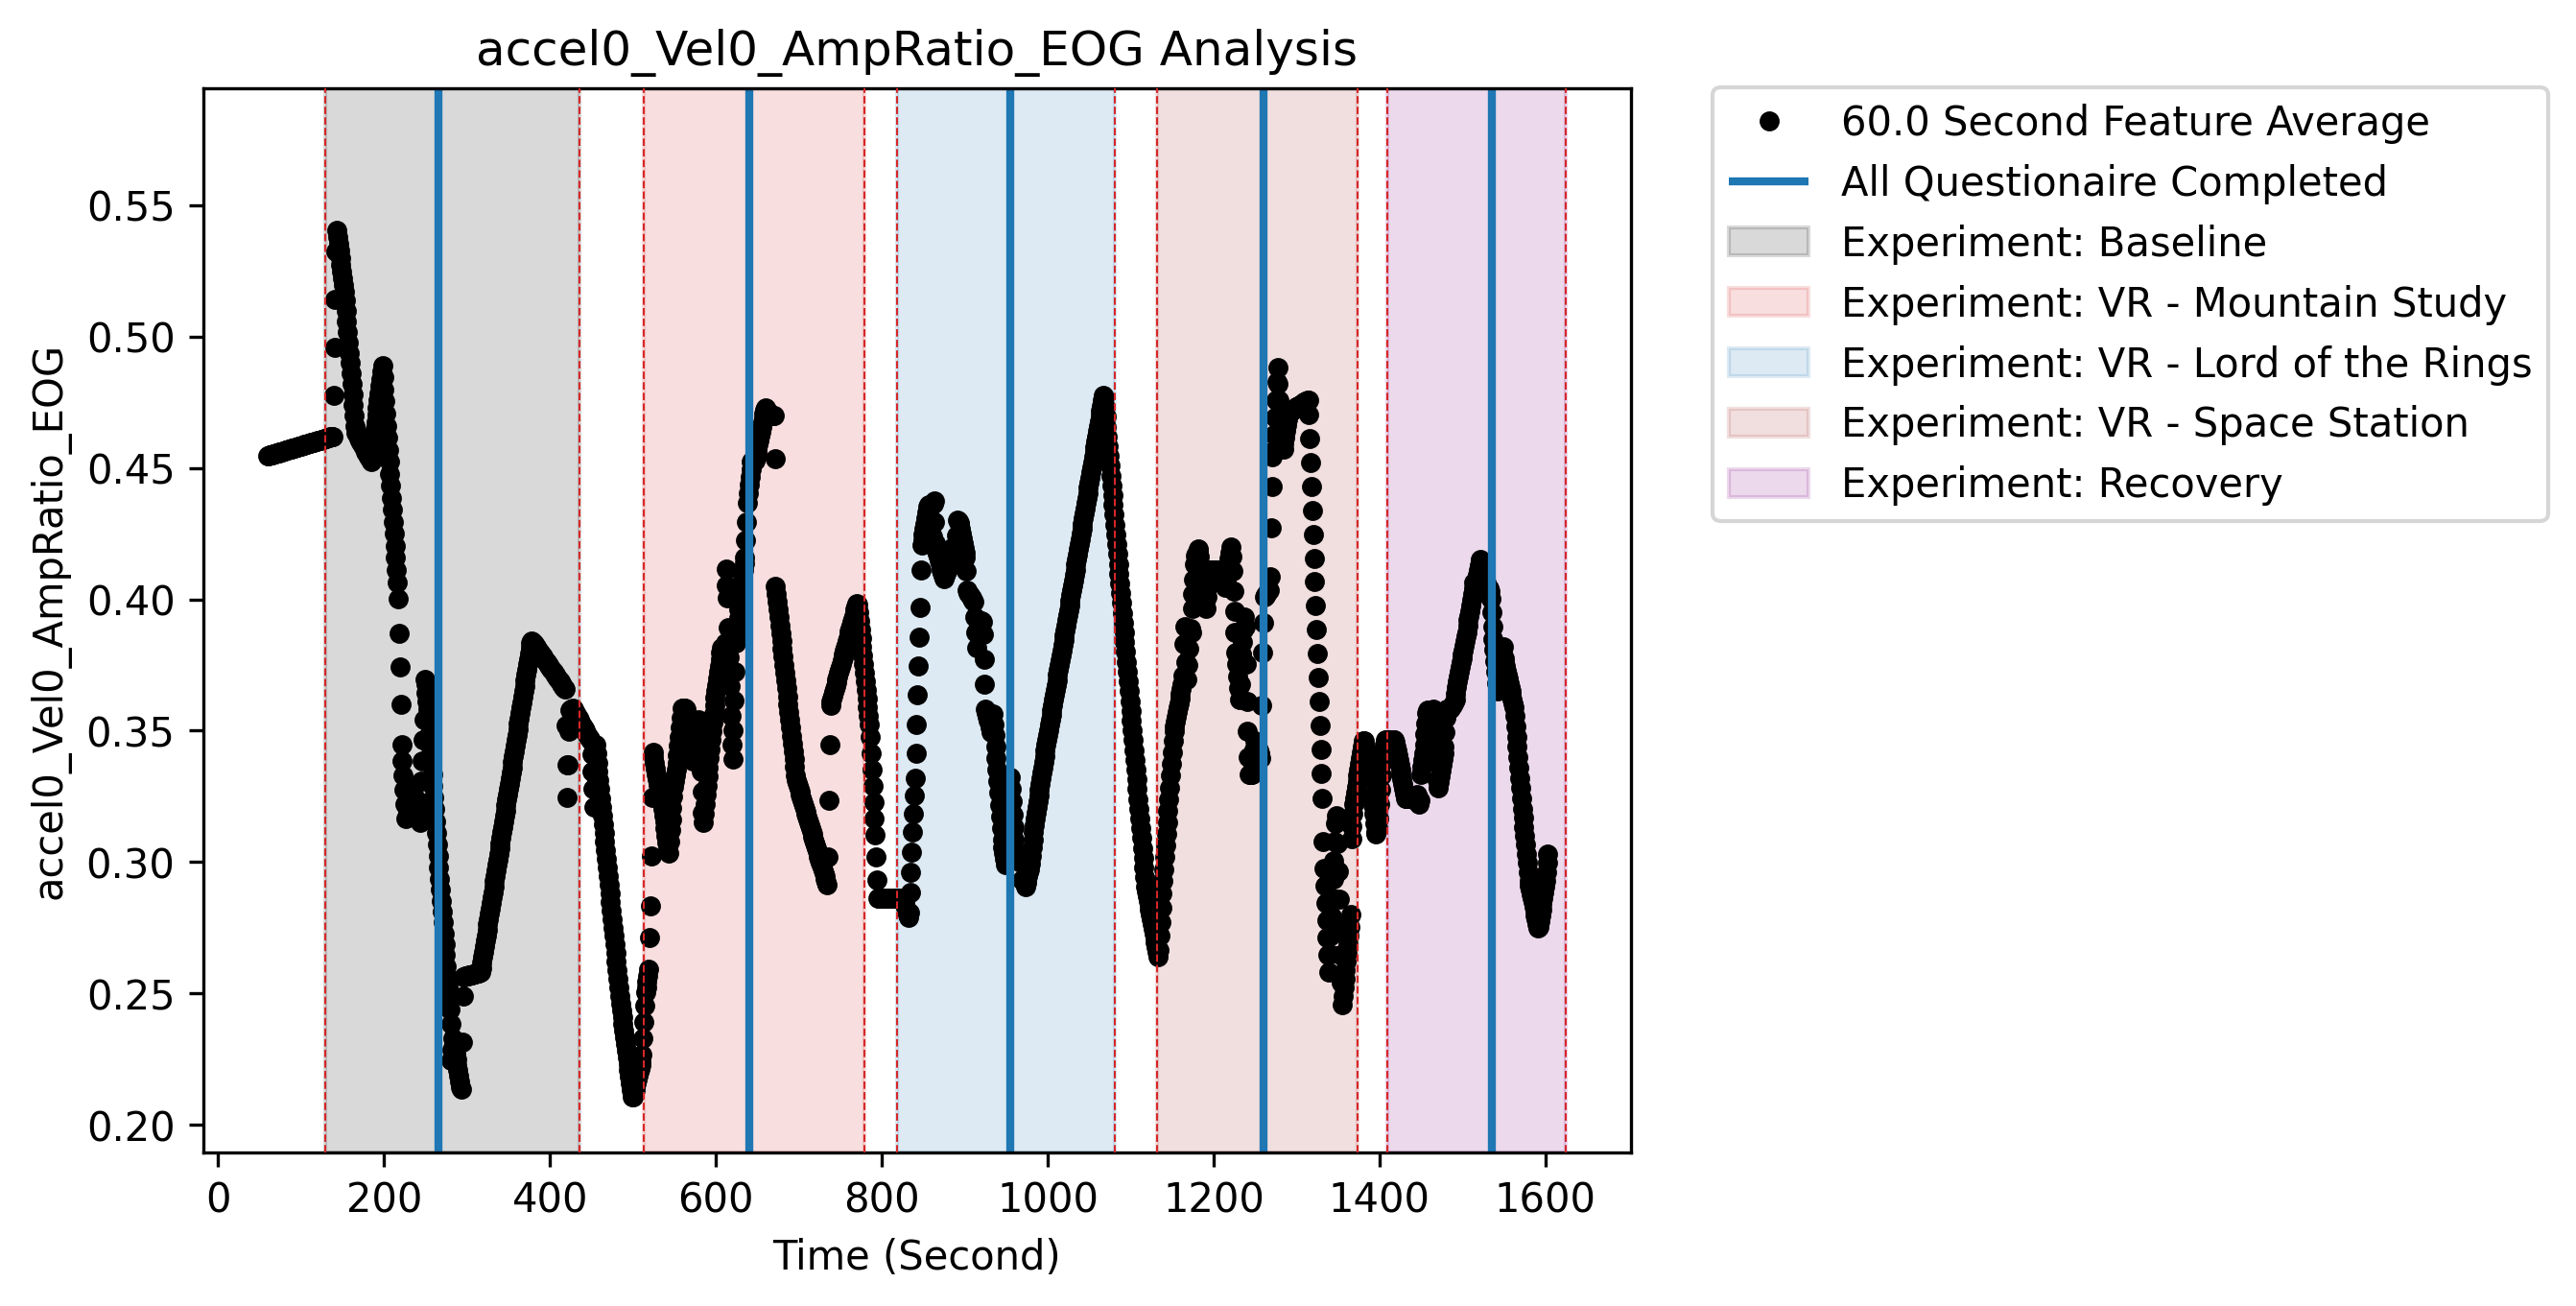 accel0_Vel0_AmpRatio_EOG Analysis
accel0_Vel0_AmpRatio_EOG
0.55
0.50
0.45
0.40
0.35
0.30
0.25
0.20
0
200
400
600
800
1000
1200
1400
1600
Time (Second)
60.0 Second Feature Average
All Questionaire Completed
Experiment: Baseline
Experiment: VR - Mountain Study
Experiment: VR - Lord of the Rings
Experiment: VR - Space Station
Experiment: Recovery